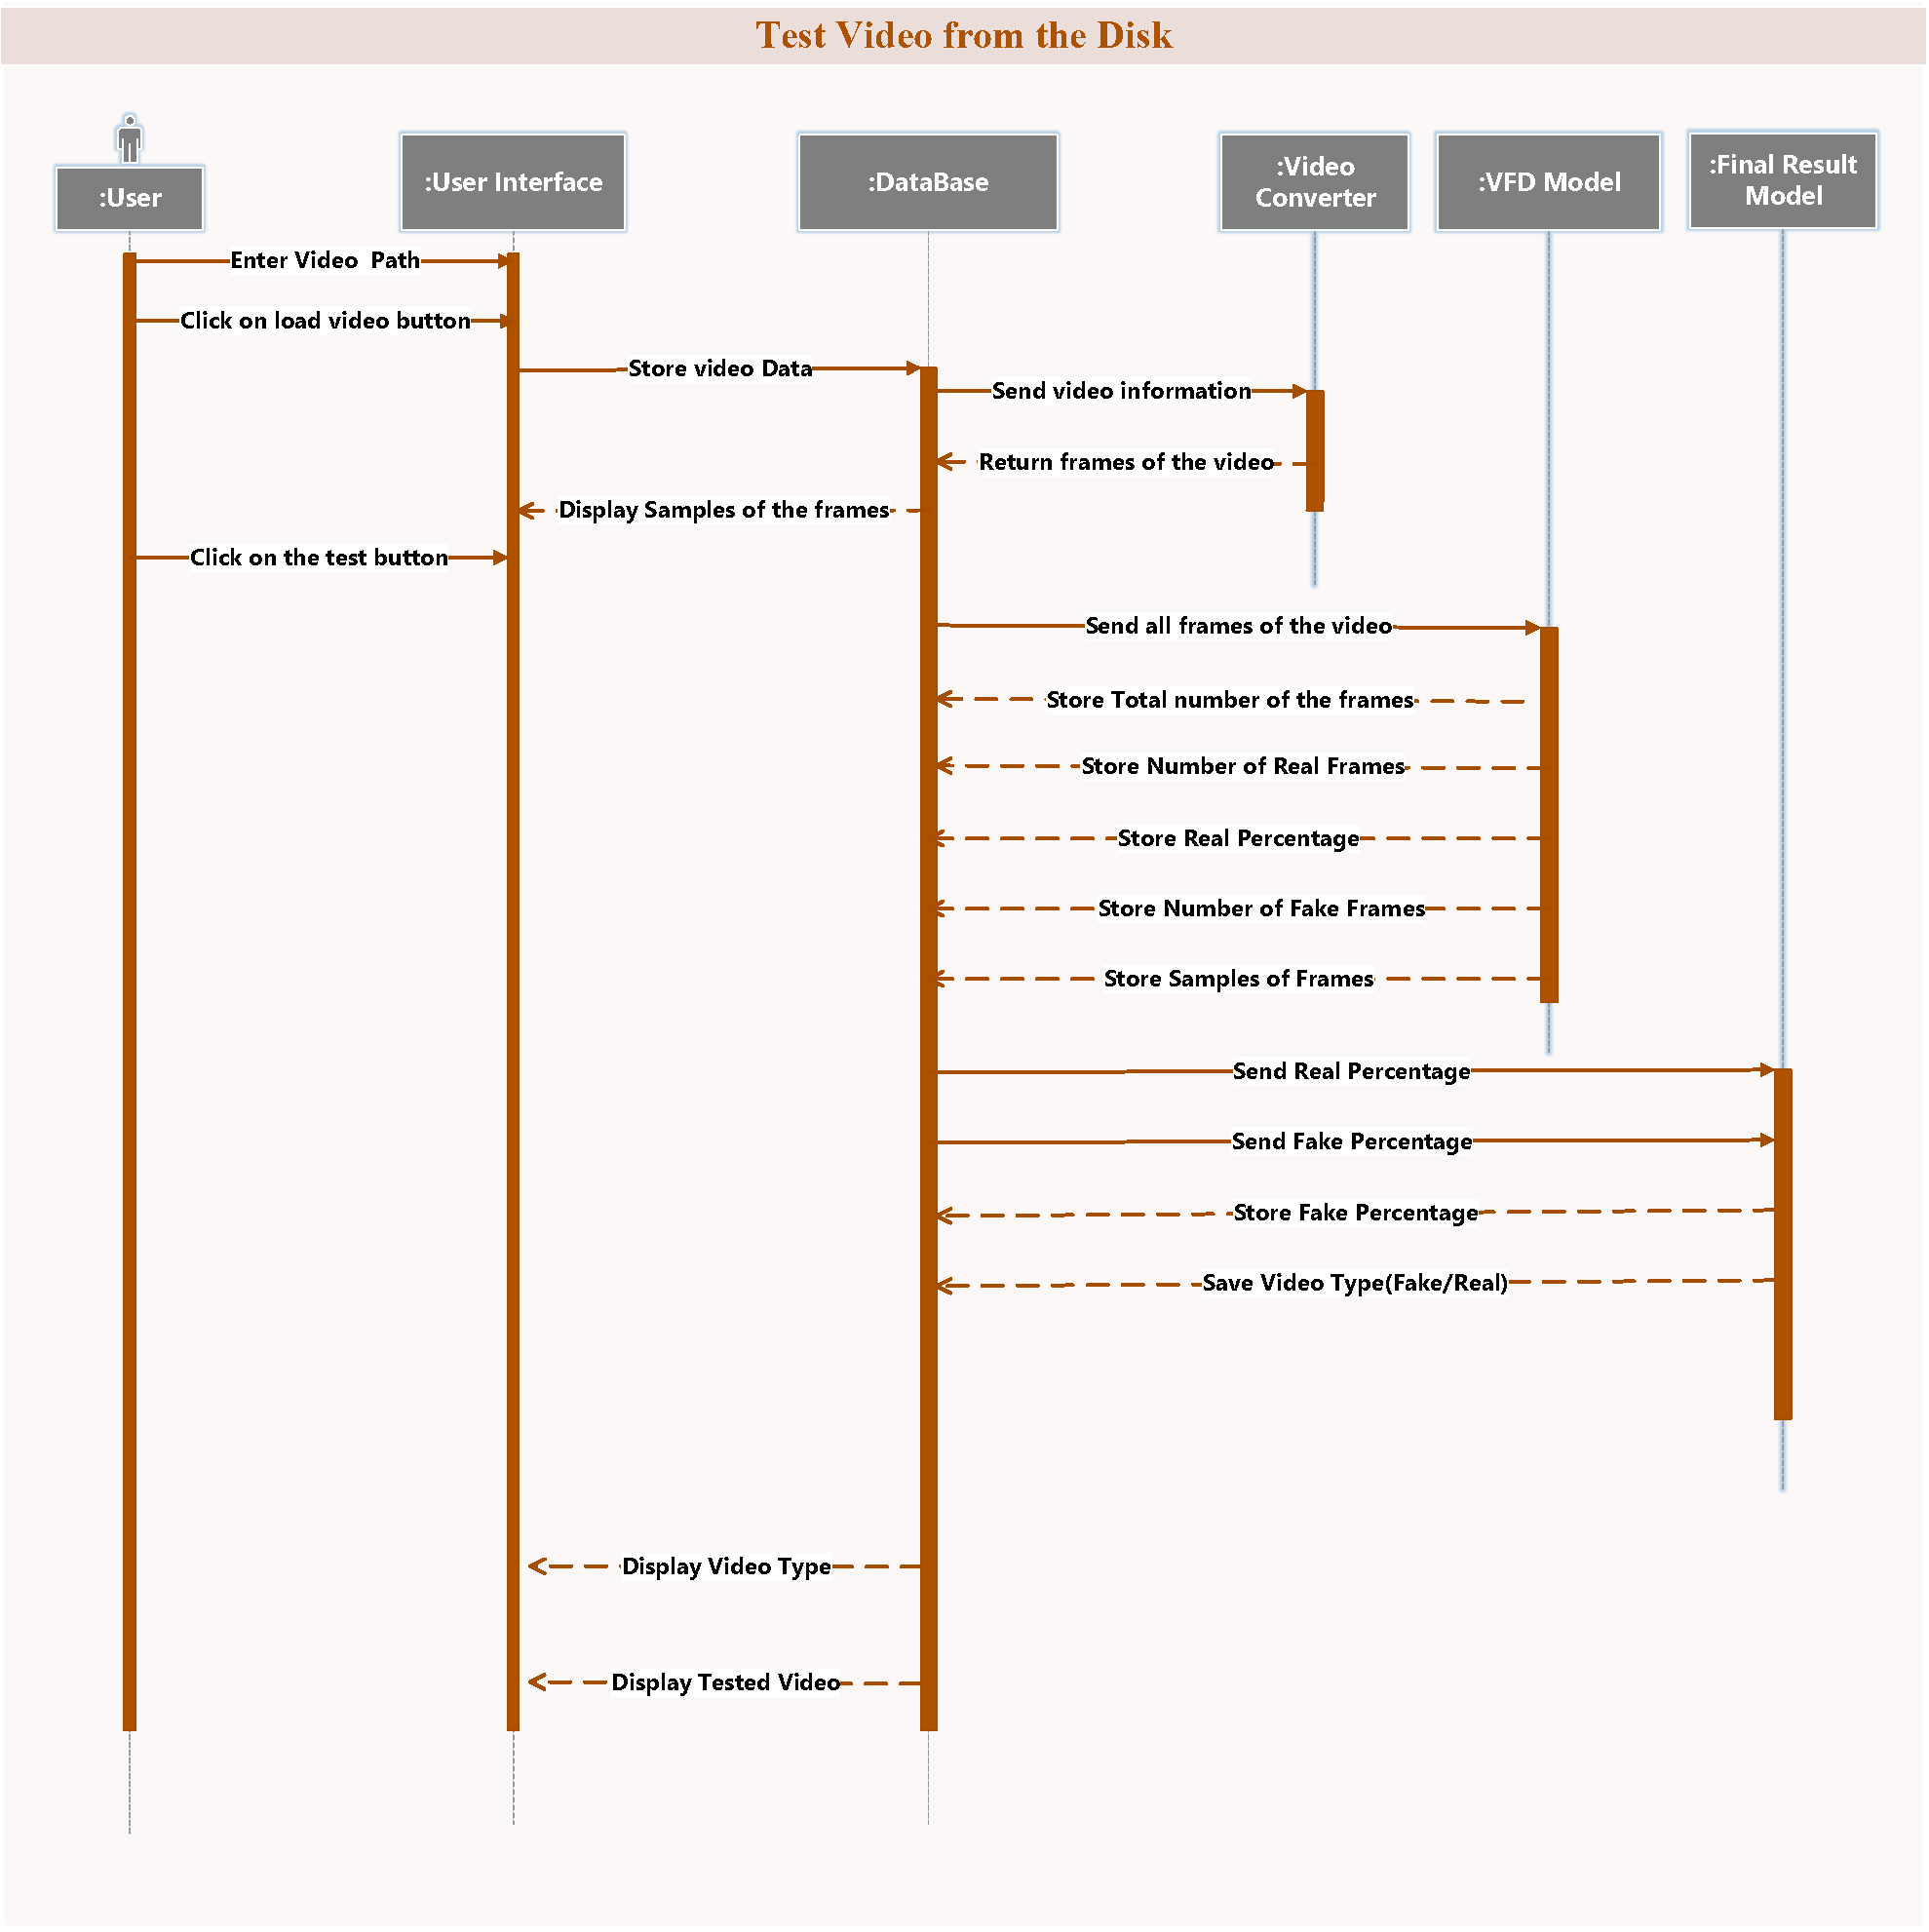 Test Video from the Disk
:User
:User Interface
:DataBase
:Video
Converter
:VFD Model
:Final Result
Model
Enter Video  Path
Click on load video button
Store video Data
Send video information
Return frames of the video
Display Samples of the frames
Click on the test button
Send all frames of the video
Store Total number of the frames
Store Number of Real Frames
Store Real Percentage
Store Number of Fake Frames
Store Samples of Frames
Send Real Percentage
Send Fake Percentage
Store Fake Percentage
Save Video Type(Fake/Real)
Display Video Type
Display Tested Video